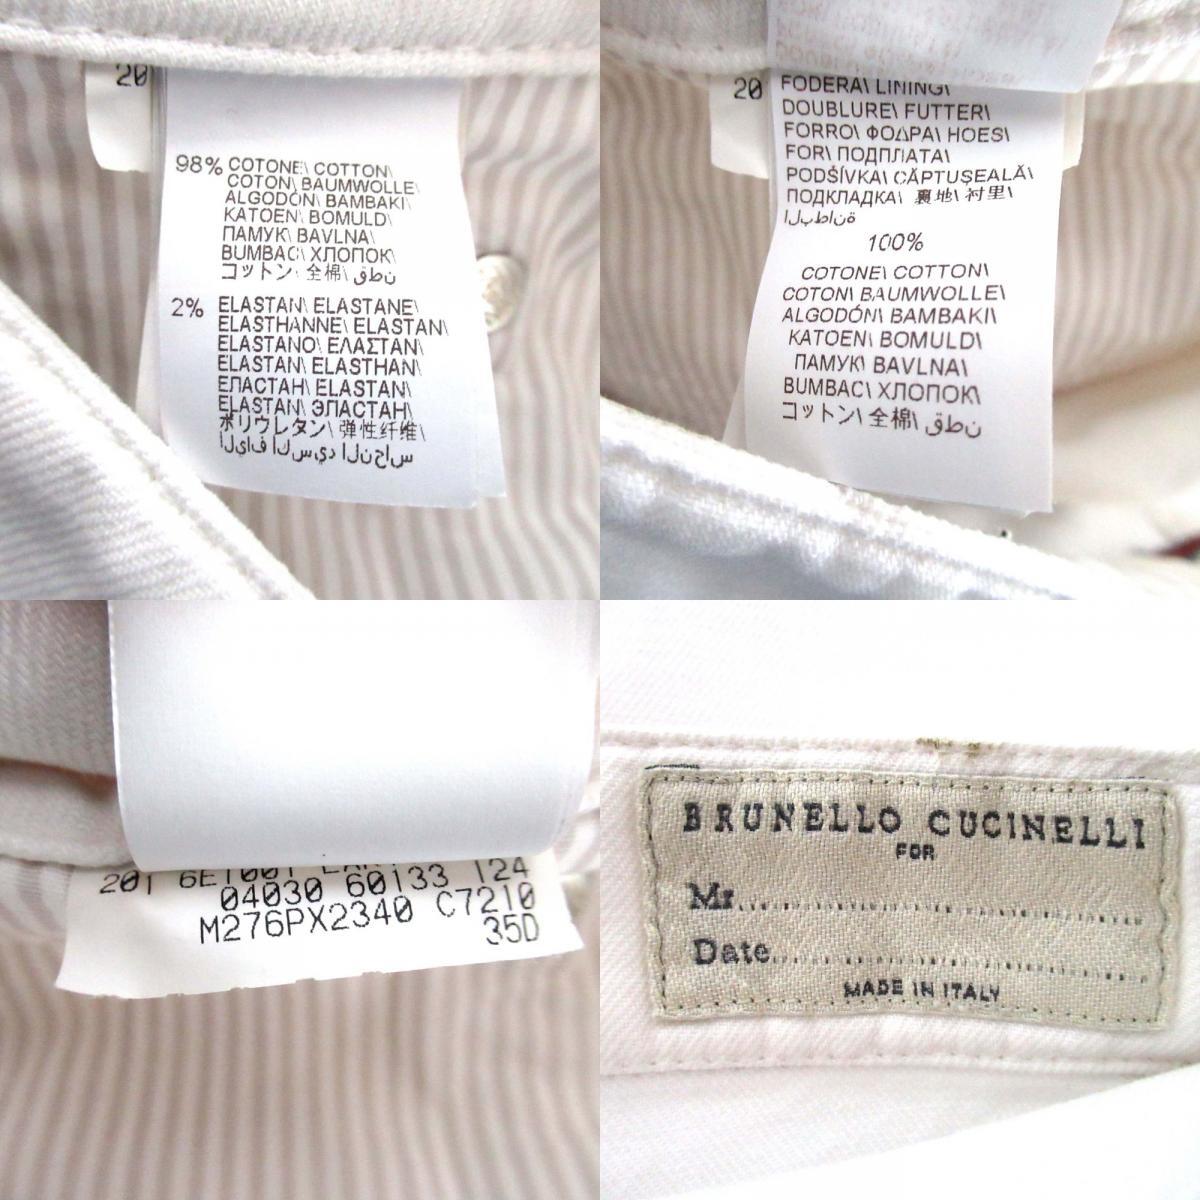 20
98% COTONE\ COTTON\
COTON\ BAUMWOLLE\
ALGODÓN\ BAMBAKI\
KATOEN\ BOMULD\
ПАМУК\ BAVLNA\
BUMBAC\ ХЛОПОК\
コットン\ 全棉\ قطن
2% ELASTAN\ ELASTANE\
ELASTHANNE\ ELASTAN\
ELASTANO\ ΕΛΑΣΤΑΝ\
ELASTAN\ ELASTHAN\
ЕЛАСТАН\ ELASTAN\
ELASTAN\ ЭЛАСТАН\
ポリウレタン\ 弹性纤维\
20
FODERA\ LINING\
DOUBLURE\ FUTTER\
FORRO\ ΦΟΔΡΑ\ HOES\
FOR\ ПОДПЛАТА\
PODŠÍVKA\ CĂPTUŞEALĂ\
ПОДКЛАДКА\ 裏地\ 衬里\
البطانة
100%
COTONE\ COTTON\
COTON\ BAUMWOLLE\
ALGODÓN\ BAMBAKI\
KATOEN\ BOMULD\
ПАМУК\ BAVLNA\
BUMBAC\ ХЛОПОК\
コットン\ 全棉\ قطن
201 6E1001 124
04030 60133
M276PX2340 C7210
35D
BRUNELLO CUCINELLI
FOR
Mr
Date
MADE IN ITALY